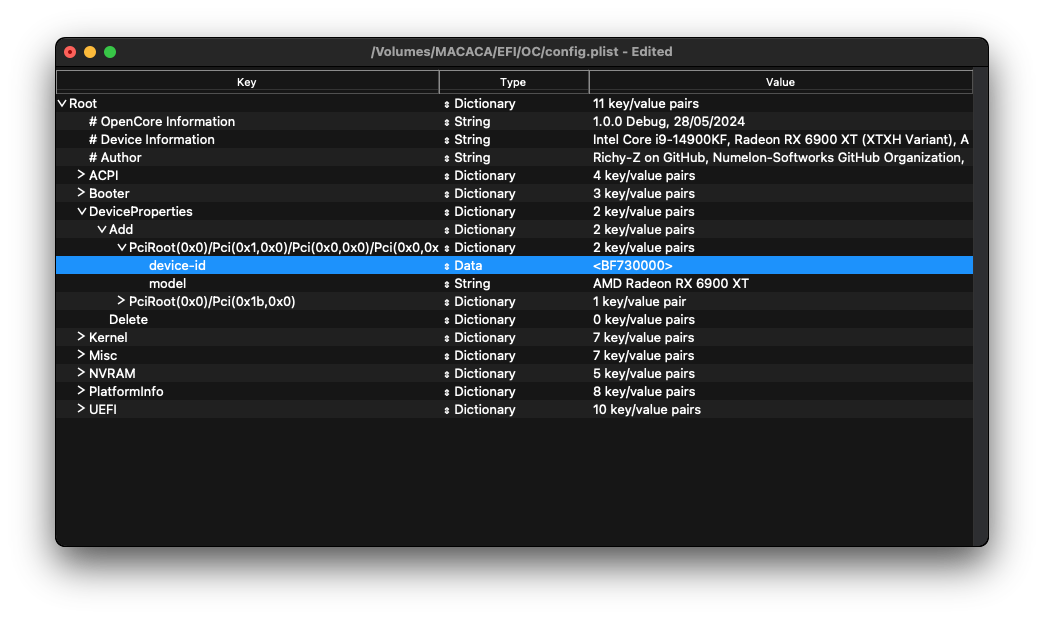 /Volumes/MACACA/EFI/OC/config.plist - Edited
Key Type Value
Root Dictionary 11 key/value pairs
# OpenCore Information String 1.0.0 Debug, 28/05/2024
# Device Information String Intel Core i9-14900KF, Radeon RX 6900 XT (XTXH Variant), A
# Author String Richy-Z on GitHub, Numelon-Softworks GitHub Organization,
ACPI Dictionary 4 key/value pairs
Booter Dictionary 3 key/value pairs
DeviceProperties Dictionary 2 key/value pairs
Add Dictionary 2 key/value pairs
PciRoot(0x0)/Pci(0x1,0x0)/Pci(0x0,0x0)/Pci(0x0,0x Dictionary 2 key/value pairs
device-id Data <BF730000>
model String AMD Radeon RX 6900 XT
PciRoot(0x0)/Pci(0x1b,0x0) Dictionary 1 key/value pair
Delete Dictionary 0 key/value pairs
Kernel Dictionary 7 key/value pairs
Misc Dictionary 7 key/value pairs
NVRAM Dictionary 5 key/value pairs
PlatformInfo Dictionary 8 key/value pairs
UEFI Dictionary 10 key/value pairs